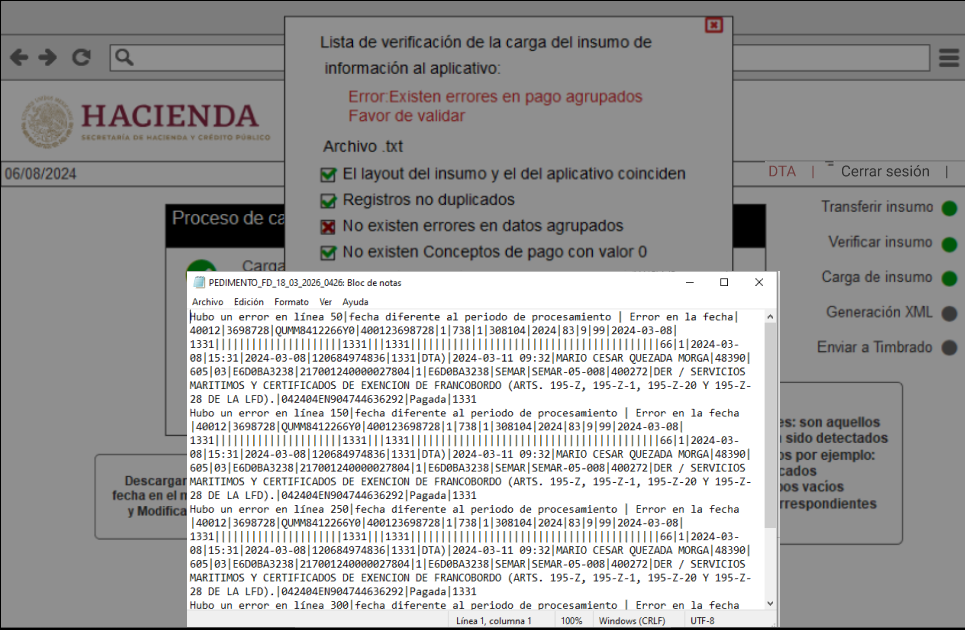 Lista de verificación de la carga del insumo de
información al aplicativo:
Error:Existen errores en pago agrupados
Favor de validar
Archivo .txt
El layout del insumo y el del aplicativo coinciden
Registros no duplicados
No existen errores en datos agrupados
No existen Conceptos de pago con valor 0
HACIENDA
SECRETARÍA DE HACIENDA Y CRÉDITO PÚBLICO
06/08/2024
DTA | Cerrar sesión |
Proceso de ca
Carga
Transferir insumo
Verificar insumo
Carga de insumo
Generación XML
Enviar a Timbrado
Descargar
fecha en el n
y Modifica
es: son aquellos
sido detectados
os por ejemplo:
cados
pos vacios
rrespondientes
PEDIMENTO_FD_18_03_2026_0426: Bloc de notas
Archivo Edición Formato Ver Ayuda
Hubo un error en línea 50|fecha diferente al periodo de procesamiento | Error en la fecha|
40012|3698728|QUMM8412266Y0|400123698728|1|738|1|308104|2024|83|9|99|2024-03-08|
1331||||||||||||||||||||1331|||1331||||||||||||||||||||||||||||||||||||||66|1|2024-03-
08|15:31|2024-03-08|120684974836|1331|DTA)|2024-03-11 09:32|MARIO CESAR QUEZADA MORGA|48390|
605|03|E6D0BA3238|217001240000027804|1|E6D0BA3238|SEMAR|SEMAR-05-008|400272|DER / SERVICIOS
MARITIMOS Y CERTIFICADOS DE EXENCION DE FRANCOBORDO (ARTS. 195-Z, 195-Z-1, 195-Z-20 Y 195-Z-
28 DE LA LFD).|042404EN904744636292|Pagada|1331
Hubo un error en línea 150|fecha diferente al periodo de procesamiento | Error en la fecha
|40012|3698728|QUMM8412266Y0|400123698728|1|738|1|308104|2024|83|9|99|2024-03-08|
1331||||||||||||||||||||1331|||1331||||||||||||||||||||||||||||||||||||||66|1|2024-03-
08|15:31|2024-03-08|120684974836|1331|DTA)|2024-03-11 09:32|MARIO CESAR QUEZADA MORGA|48390|
605|03|E6D0BA3238|217001240000027804|1|E6D0BA3238|SEMAR|SEMAR-05-008|400272|DER / SERVICIOS
MARITIMOS Y CERTIFICADOS DE EXENCION DE FRANCOBORDO (ARTS. 195-Z, 195-Z-1, 195-Z-20 Y 195-Z-
28 DE LA LFD).|042404EN904744636292|Pagada|1331
Hubo un error en línea 250|fecha diferente al periodo de procesamiento | Error en la fecha
|40012|3698728|QUMM8412266Y0|400123698728|1|738|1|308104|2024|83|9|99|2024-03-08|
1331||||||||||||||||||||1331|||1331||||||||||||||||||||||||||||||||||||||66|1|2024-03-
08|15:31|2024-03-08|120684974836|1331|DTA)|2024-03-11 09:32|MARIO CESAR QUEZADA MORGA|48390|
605|03|E6D0BA3238|217001240000027804|1|E6D0BA3238|SEMAR|SEMAR-05-008|400272|DER / SERVICIOS
MARITIMOS Y CERTIFICADOS DE EXENCION DE FRANCOBORDO (ARTS. 195-Z, 195-Z-1, 195-Z-20 Y 195-Z-
28 DE LA LFD).|042404EN904744636292|Pagada|1331
Hubo un error en línea 300|fecha diferente al periodo de procesamiento | Error en la fecha
Línea 1, columna 1 100% Windows (CRLF) UTF-8